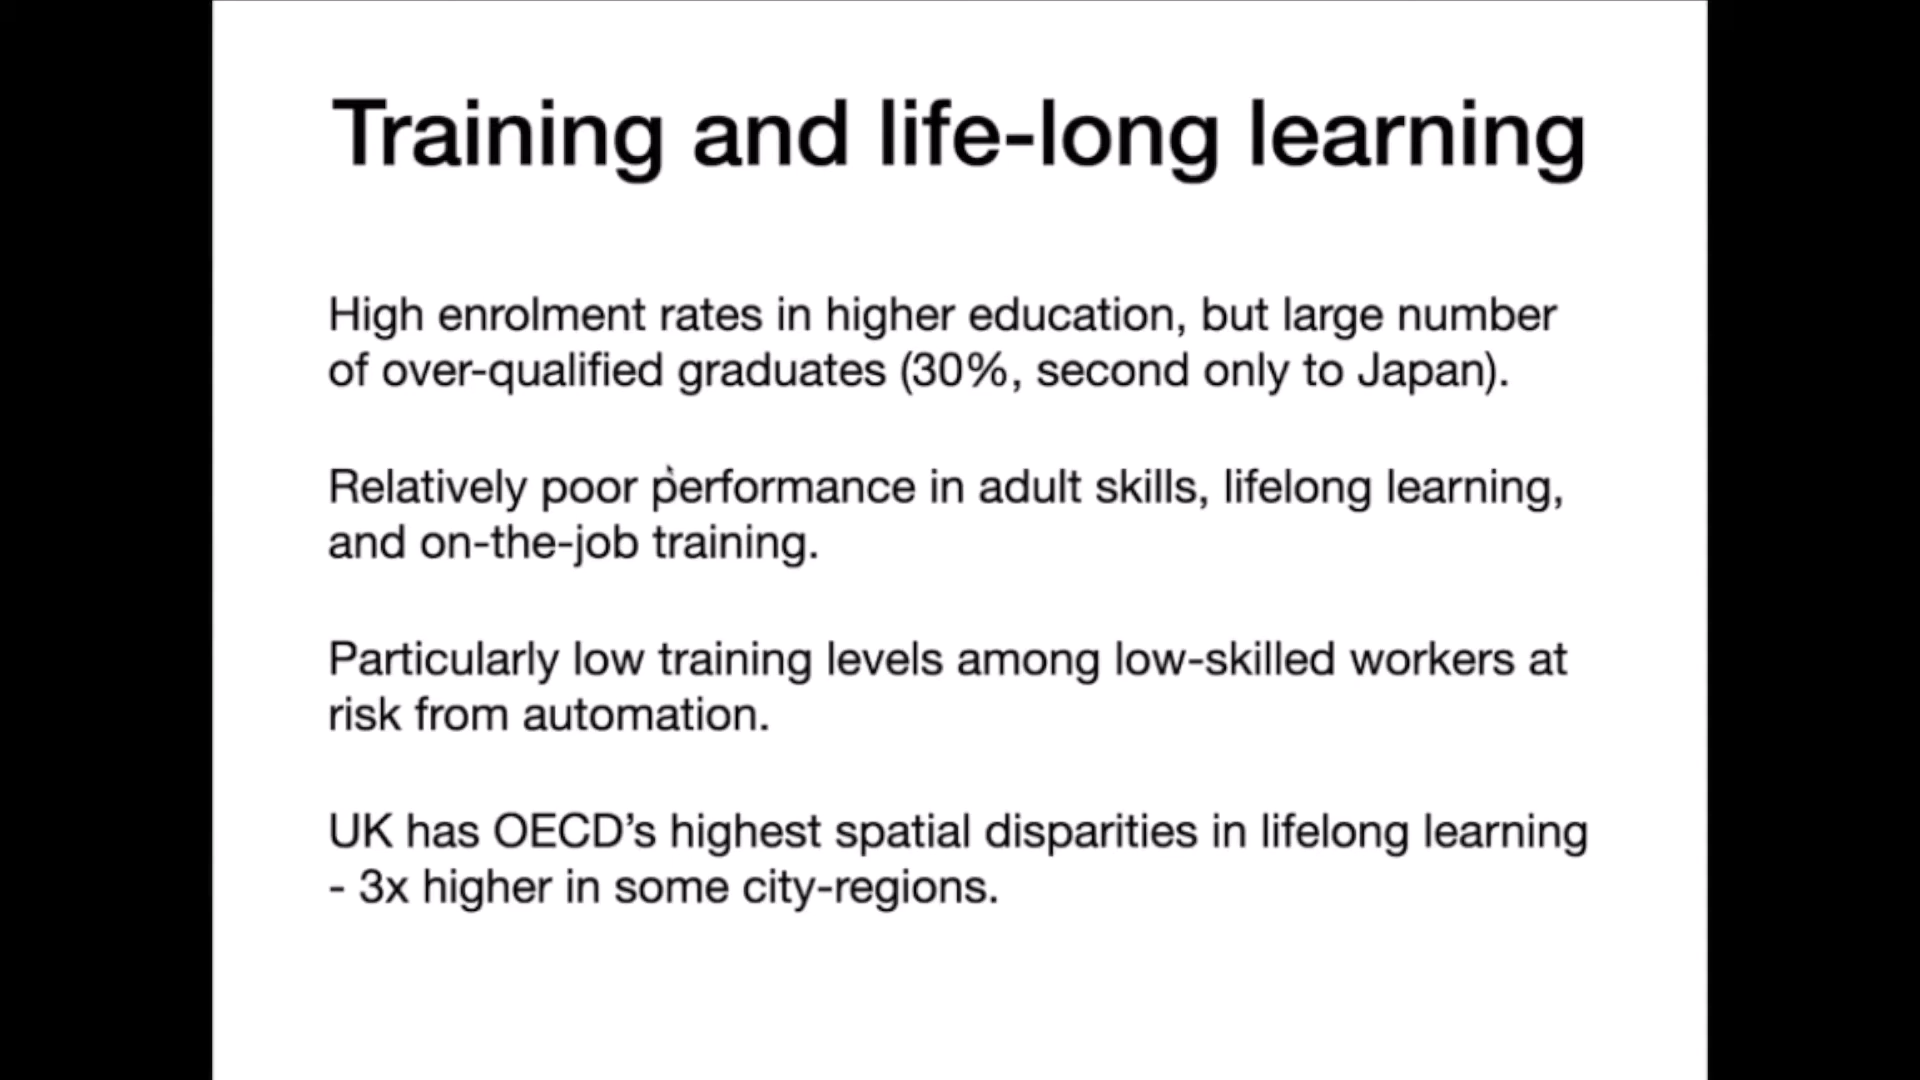 Training and life-long learning
High enrolment rates in higher education, but large number
of over-qualified graduates (30%, second only to Japan).
Relatively poor performance in adult skills, lifelong learning,
and on-the-job training.
Particularly low training levels among low-skilled workers at
risk from automation.
UK has OECD’s highest spatial disparities in lifelong learning
- 3x higher in some city-regions.